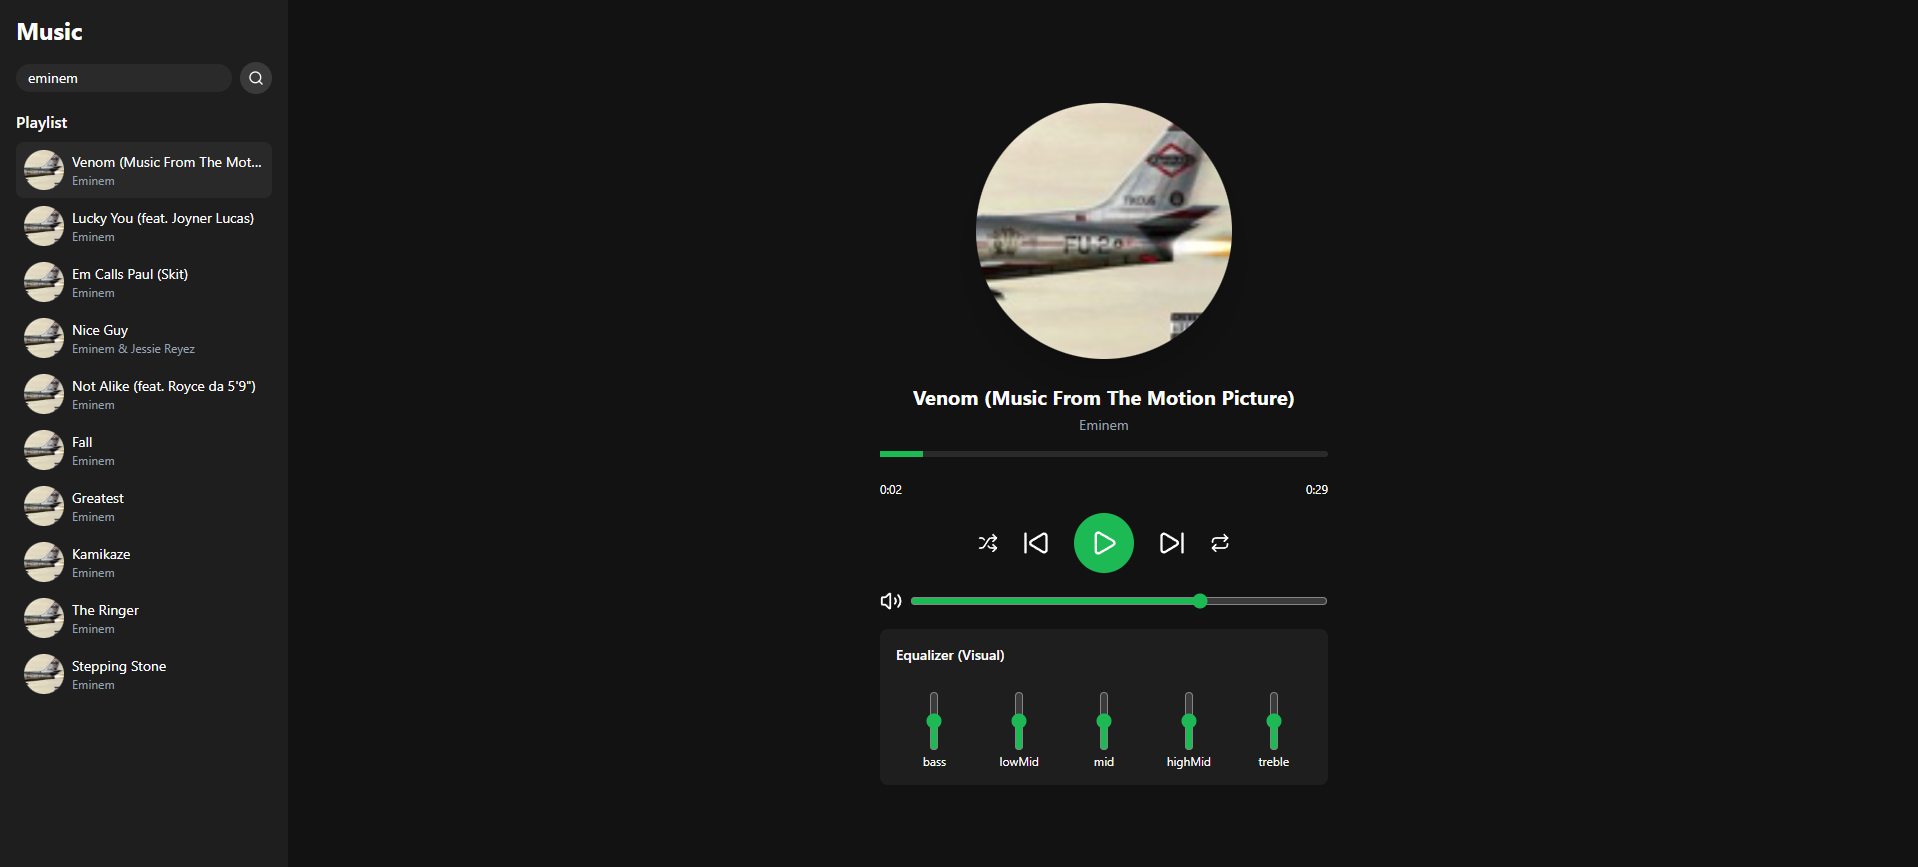 Music
eminem
Playlist
Venom (Music From The Mot...
Eminem
Lucky You (feat. Joyner Lucas)
Eminem
Em Calls Paul (Skit)
Eminem
Nice Guy
Eminem & Jessie Reyez
Not Alike (feat. Royce da 5'9")
Eminem
Fall
Eminem
Greatest
Eminem
Kamikaze
Eminem
The Ringer
Eminem
Stepping Stone
Eminem
FU-2
Venom (Music From The Motion Picture)
Eminem
0:02 0:29
Equalizer (Visual)
bass lowMid mid highMid treble